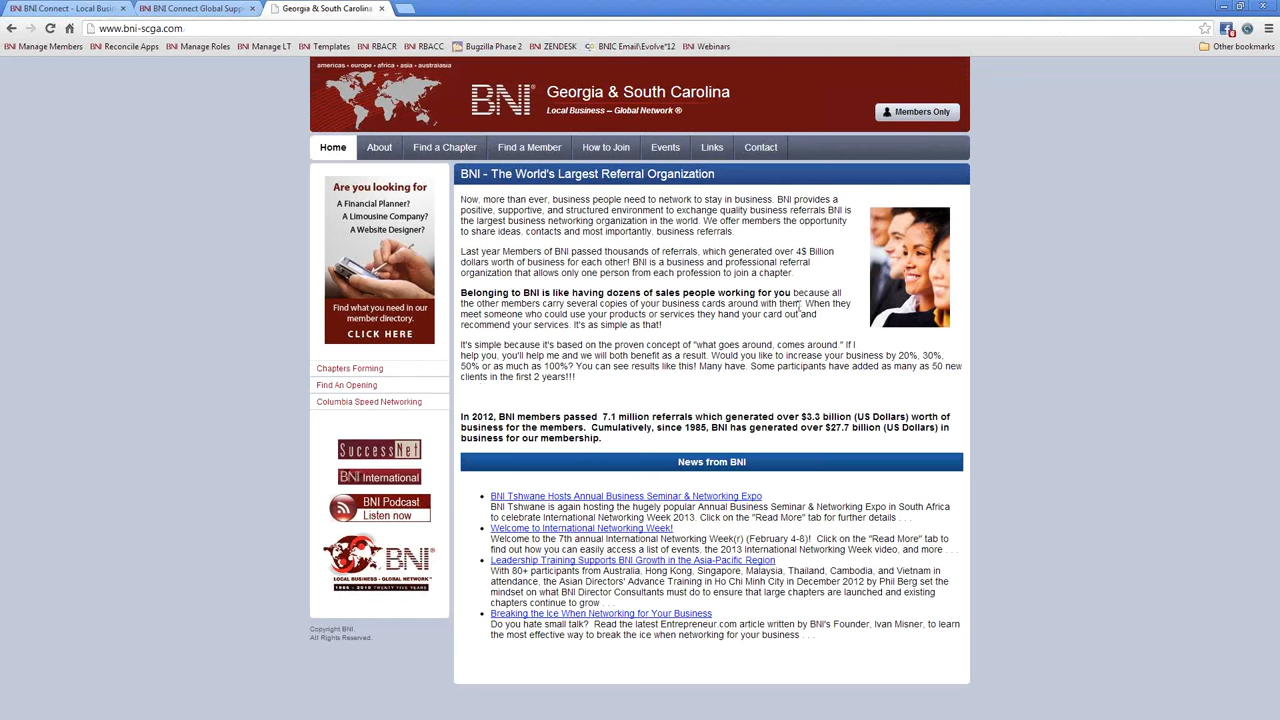 BNI BNI Connect - Local Busin
BNI BNI Connect Global Supp
Georgia & South Carolina
www.bni-scga.com
BNI Manage Members
BNI Reconcile Apps
BNI Manage Roles
BNI Manage LT
BNI Templates
BNI RBACR
BNI RBACC
Bugzilla Phase 2
BNI ZENDESK
BNIC Email\Evolve*12
BNI Webinars
Other bookmarks
americas • europe • africa • asia • australasia
BNI®
Georgia & South Carolina
Local Business -- Global Network ®
Members Only
Home
About
Find a Chapter
Find a Member
How to Join
Events
Links
Contact
Are you looking for
A Financial Planner?
A Limousine Company?
A Website Designer?
Find what you need in our
member directory.
CLICK HERE
Chapters Forming
Find An Opening
Columbia Speed Networking
SuccessNet
BNI International
BNI Podcast
Listen now
BNI
LOCAL BUSINESS - GLOBAL NETWORK
1985 - 2010 TWENTY FIVE YEARS
Copyright BNI.
All Rights Reserved.
BNI - The World's Largest Referral Organization
Now, more than ever, business people need to network to stay in business. BNI provides a
positive, supportive, and structured environment to exchange quality business referrals BNI is
the largest business networking organization in the world. We offer members the opportunity
to share ideas, contacts and most importantly, business referrals.
Last year Members of BNI passed thousands of referrals, which generated over 4$ Billion
dollars worth of business for each other! BNI is a business and professional referral
organization that allows only one person from each profession to join a chapter.
Belonging to BNI is like having dozens of sales people working for you because all
the other members carry several copies of your business cards around with them. When they
meet someone who could use your products or services they hand your card out and
recommend your services. It's as simple as that!
It's simple because it's based on the proven concept of "what goes around, comes around." If I
help you, you'll help me and we will both benefit as a result. Would you like to increase your business by 20%, 30%,
50% or as much as 100%? You can see results like this! Many have. Some participants have added as many as 50 new
clients in the first 2 years!!!
In 2012, BNI members passed 7.1 million referrals which generated over $3.3 billion (US Dollars) worth of
business for the members. Cumulatively, since 1985, BNI has generated over $27.7 billion (US Dollars) in
business for our membership.
News from BNI
• BNI Tshwane Hosts Annual Business Seminar & Networking Expo
BNI Tshwane is again hosting the hugely popular Annual Business Seminar & Networking Expo in South Africa
to celebrate International Networking Week 2013. Click on the "Read More" tab for further details . . .
• Welcome to International Networking Week!
Welcome to the 7th annual International Networking Week(r) (February 4-8)! Click on the "Read More" tab to
find out how you can easily access a list of events, the 2013 International Networking Week video, and more . . .
• Leadership Training Supports BNI Growth in the Asia-Pacific Region
With 80+ participants from Australia, Hong Kong, Singapore, Malaysia, Thailand, Cambodia, and Vietnam in
attendance, the Asian Directors' Advance Training in Ho Chi Minh City in December 2012 by Phil Berg set the
mindset on what BNI Director Consultants must do to ensure that large chapters are launched and existing
chapters continue to grow . . .
• Breaking the Ice When Networking for Your Business
Do you hate small talk? Read the latest Entrepreneur.com article written by BNI's Founder, Ivan Misner, to learn
the most effective way to break the ice when networking for your business . . .